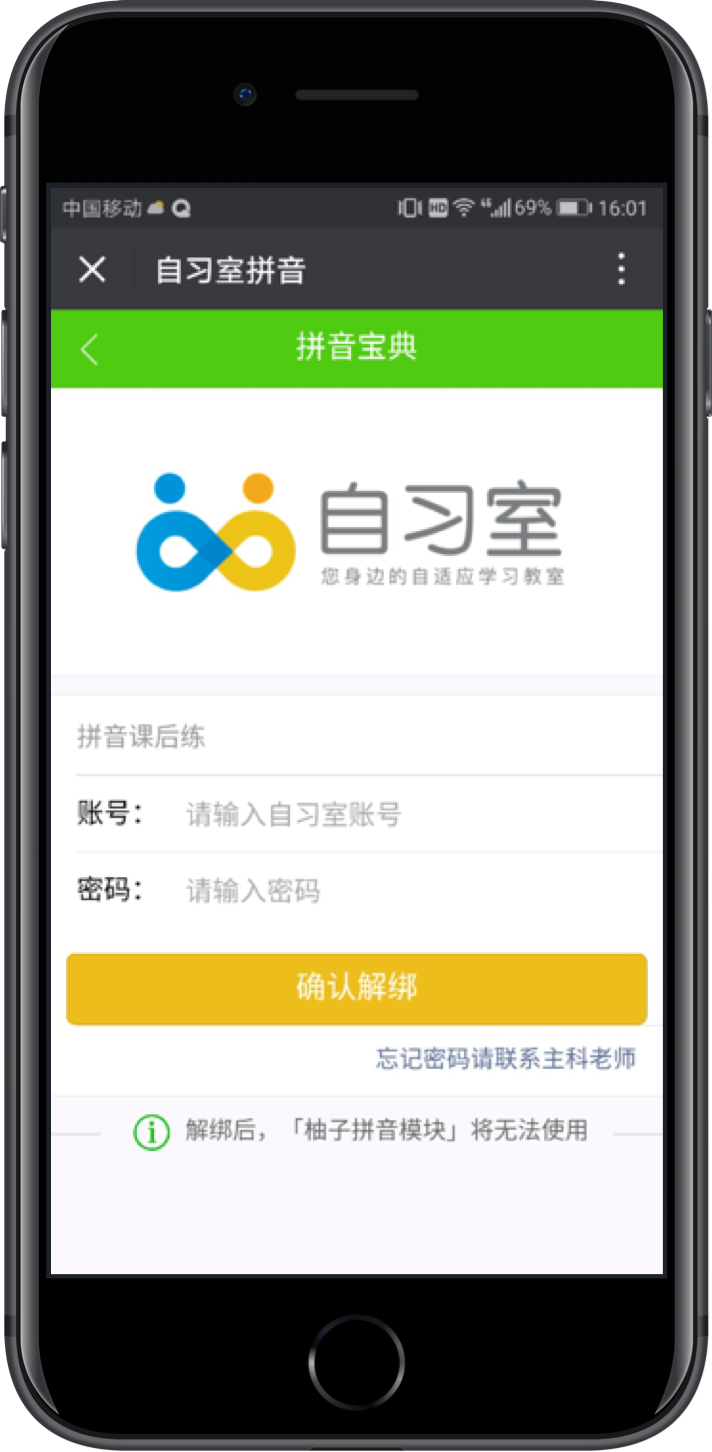 中国移动 HD 46 69% 16:01
自习室拼音
拼音宝典
自习室
您身边的自适应学习教室
拼音课后练
账号： 请输入自习室账号
密码： 请输入密码
确认解绑
忘记密码请联系主科老师
解绑后，「柚子拼音模块」将无法使用